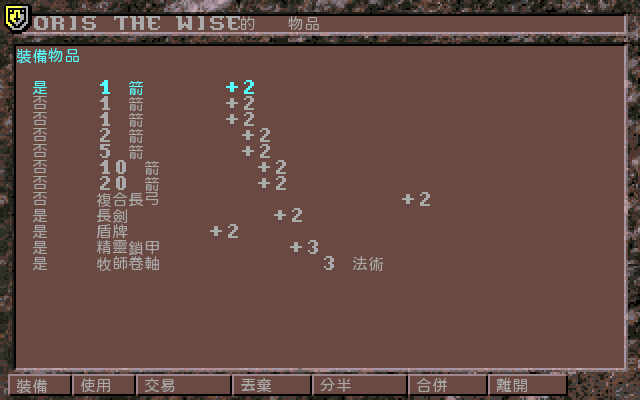 ORIS THE WISE的 物品
裝備物品
是 1 箭 +2
否 1 箭 +2
否 1 箭 +2
否 2 箭 +2
否 5 箭 +2
否 10 箭 +2
否 20 箭 +2
否 複合長弓 +2
是 長劍 +2
是 盾牌 +2
是 精靈鎖甲 +3
是 牧師卷軸 3 法術
裝備 使用 交易 丟棄 分半 合併 離開